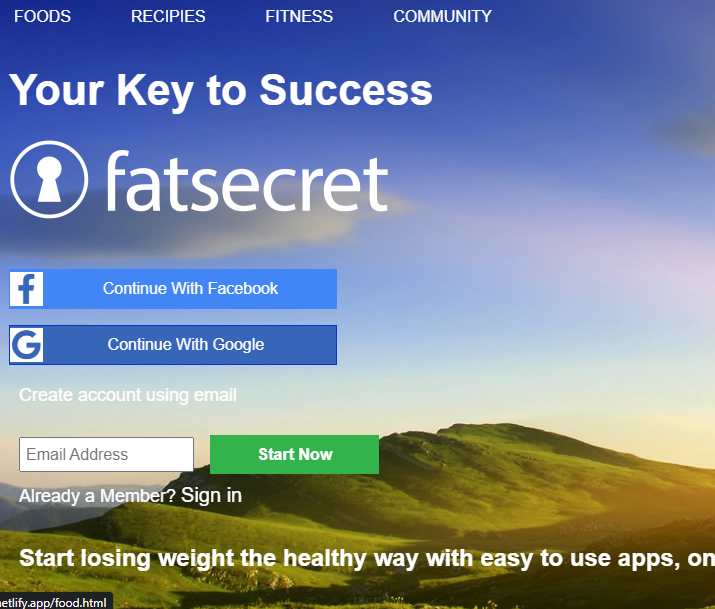 FOODS RECIPIES FITNESS COMMUNITY
Your Key to Success
fatsecret
Continue With Facebook
Continue With Google
Create account using email
Email Address Start Now
Already a Member? Sign in
Start losing weight the healthy way with easy to use apps, on
netlify.app/food.html